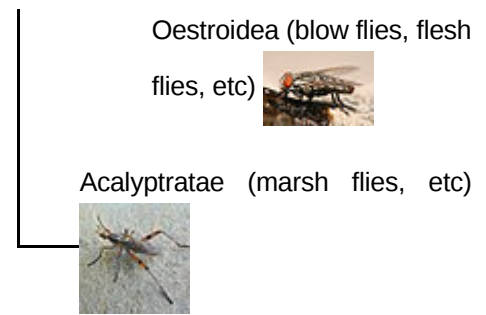 Oestroidea (blow flies, flesh
flies, etc)
Acalyptratae (marsh flies, etc)